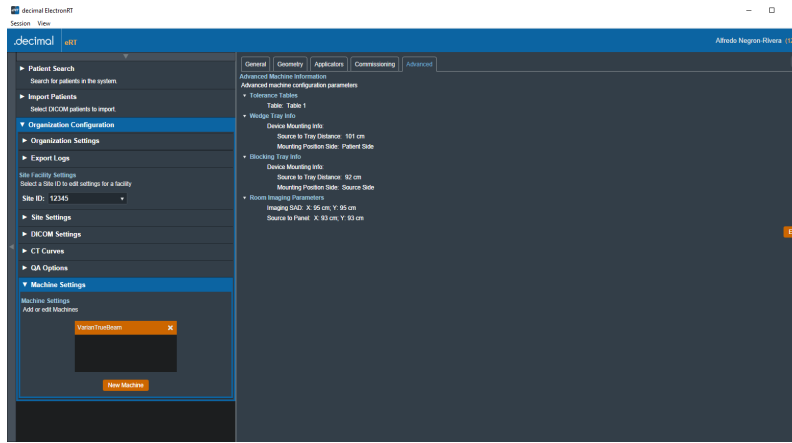 decimal ElectronRT
Session View
.decimal eRT
Alfredo Negron-Rivera
Patient Search
Search for patients in the system.
Import Patients
Select DICOM patients to import.
Organization Configuration
Organization Settings
Export Logs
Site Facility Settings
Select a Site ID to edit settings for a facility
Site ID: 12345
Site Settings
DICOM Settings
CT Curves
QA Options
Machine Settings
Machine Settings
Add or edit Machines
VarianTrueBeam
New Machine
General Geometry Applicators Commissioning Advanced
Advanced Machine Information
Advanced machine configuration parameters
Tolerance Tables
Table: Table 1
Wedge Tray Info
Device Mounting Info:
Source to Tray Distance: 101 cm
Mounting Position Side: Patient Side
Blocking Tray Info
Device Mounting Info:
Source to Tray Distance: 92 cm
Mounting Position Side: Source Side
Room Imaging Parameters
Imaging SAD: X: 95 cm; Y: 95 cm
Source to Panel: X: 93 cm; Y: 93 cm